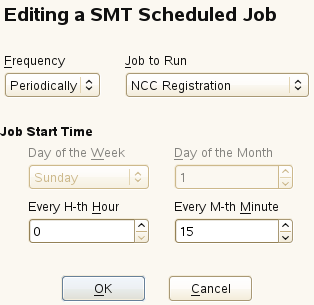 Editing a SMT Scheduled Job
Frequency Job to Run
Periodically NCC Registration
Job Start Time
Day of the Week Day of the Month
Sunday 1
Every H-th Hour Every M-th Minute
0 15
OK Cancel